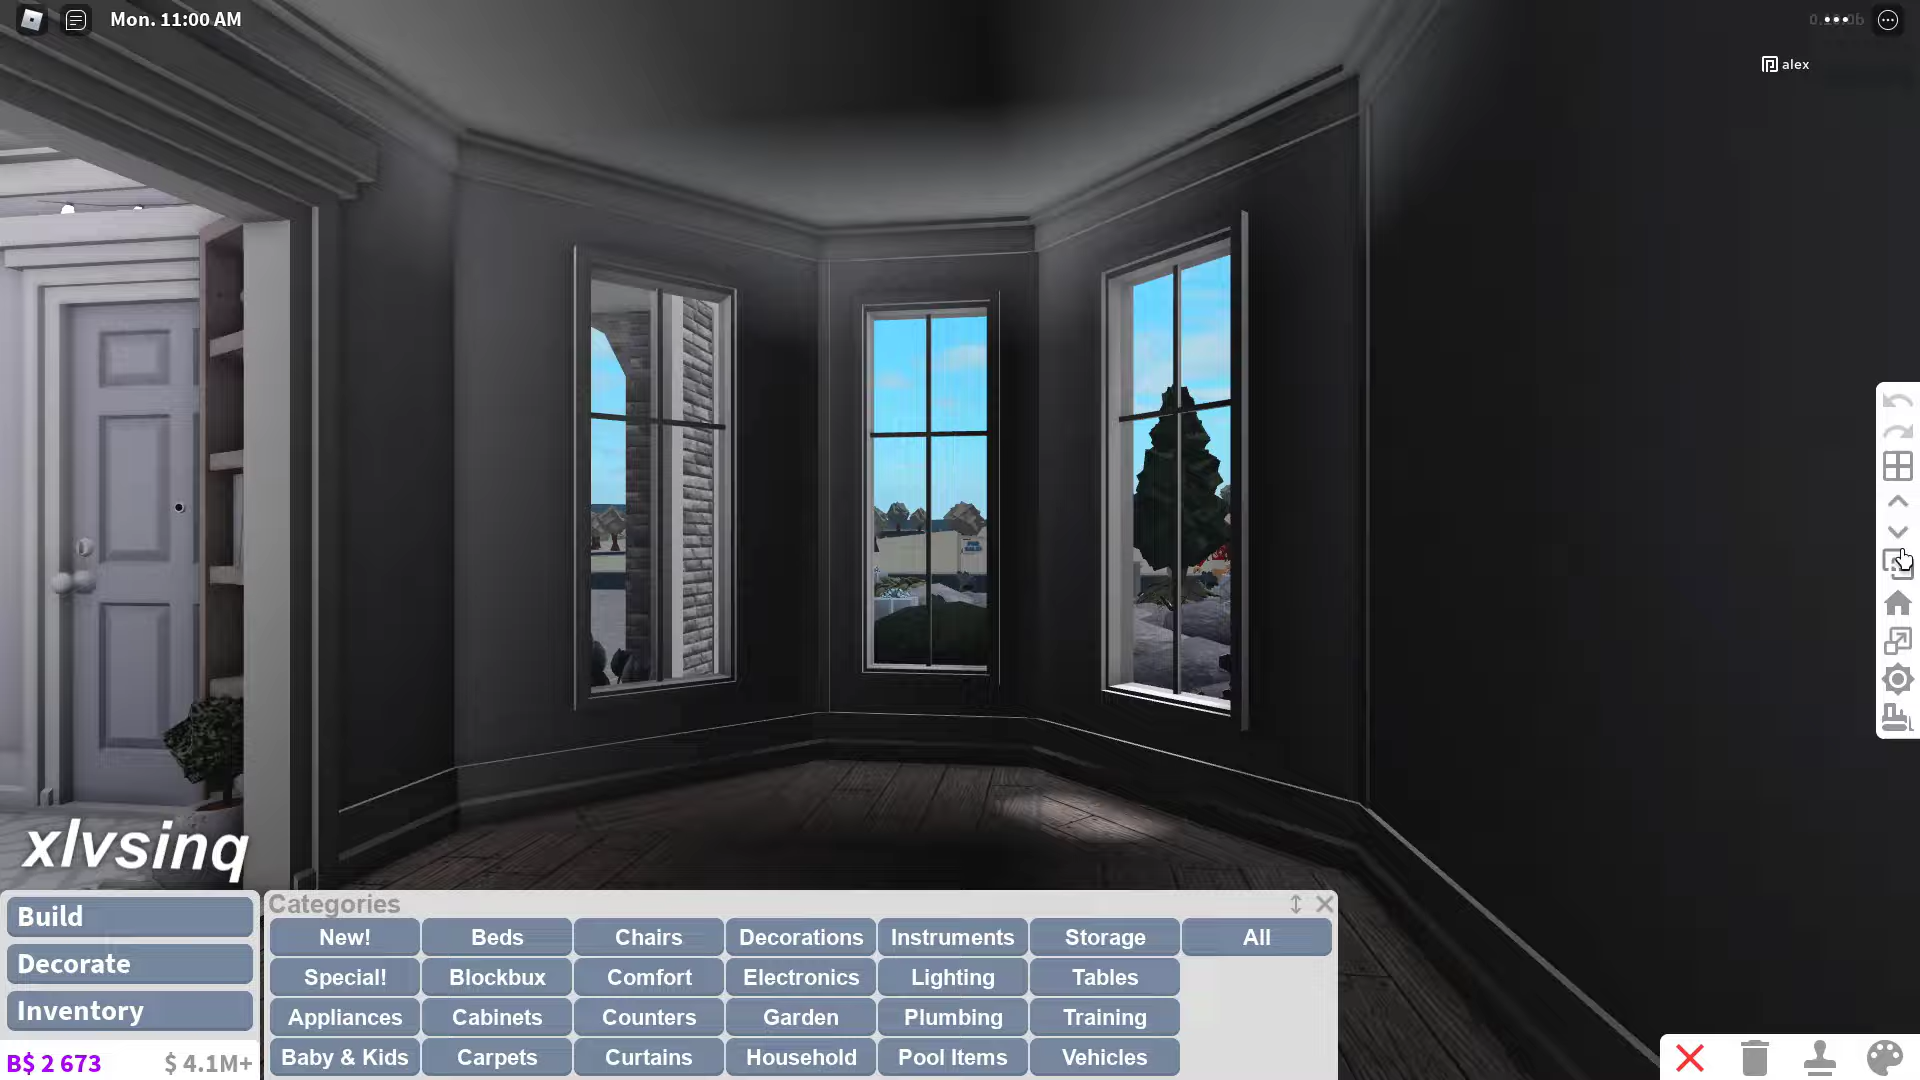 Mon. 11:00 AM
alex
xlvsinq
Build
Decorate
Inventory
B$ 2 673
$ 4.1M+
Categories
New!
Beds
Chairs
Decorations
Instruments
Storage
All
Special!
Blockbux
Comfort
Electronics
Lighting
Tables
Appliances
Cabinets
Counters
Garden
Plumbing
Training
Baby & Kids
Carpets
Curtains
Household
Pool Items
Vehicles